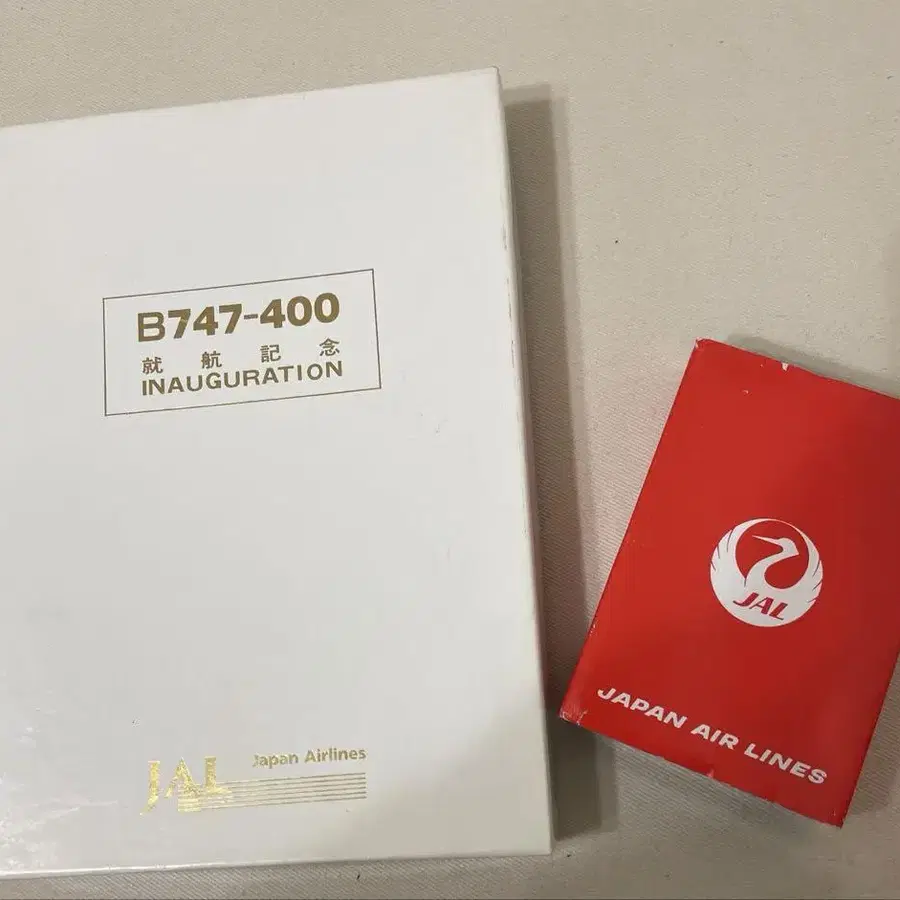 B747-400
就航記念
INAUGURATION
JAL Japan Airlines
JAL
JAPAN AIR LINES